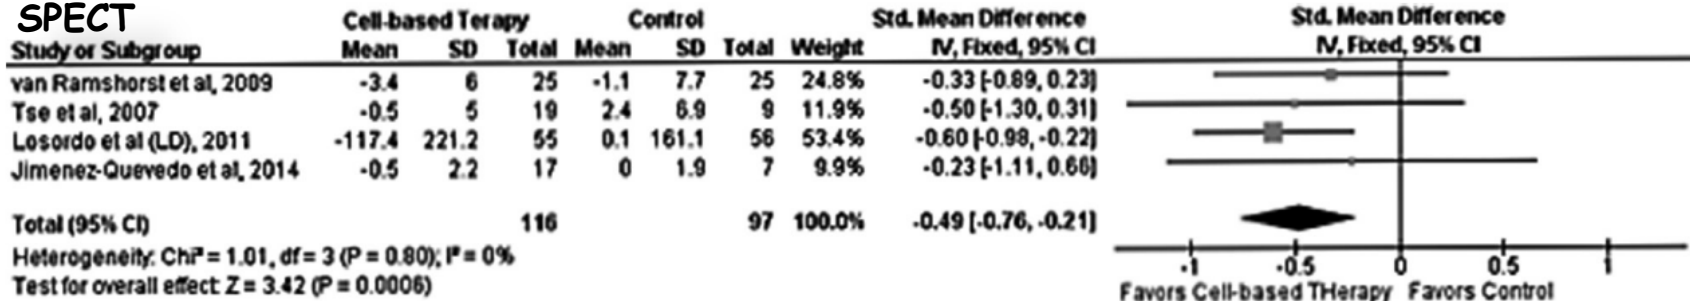 SPECT
Cell-based Terapy Control Std. Mean Difference Std. Mean Difference
Study or Subgroup Mean SD Total Mean SD Total Weight IV, Fixed, 95% CI IV, Fixed, 95% CI
van Ramshorst et al, 2009 -3.4 6 25 -1.1 7.7 25 24.8% -0.33 [-0.89, 0.23]
Tse et al, 2007 -0.5 5 19 2.4 6.9 9 11.9% -0.50 [-1.30, 0.31]
Losordo et al (LD), 2011 -117.4 221.2 55 0.1 161.1 56 53.4% -0.60 [-0.98, -0.22]
Jimenez-Quevedo et al, 2014 -0.5 2.2 17 0 1.9 7 9.9% -0.23 [-1.11, 0.66]
Total (95% CI) 116 97 100.0% -0.49 [-0.76, -0.21]
Heterogeneity: Chi² = 1.01, df = 3 (P = 0.80); I² = 0%
Test for overall effect: Z = 3.42 (P = 0.0006)
-1 -0.5 0 0.5 1
Favors Cell-based THerapy Favors Control